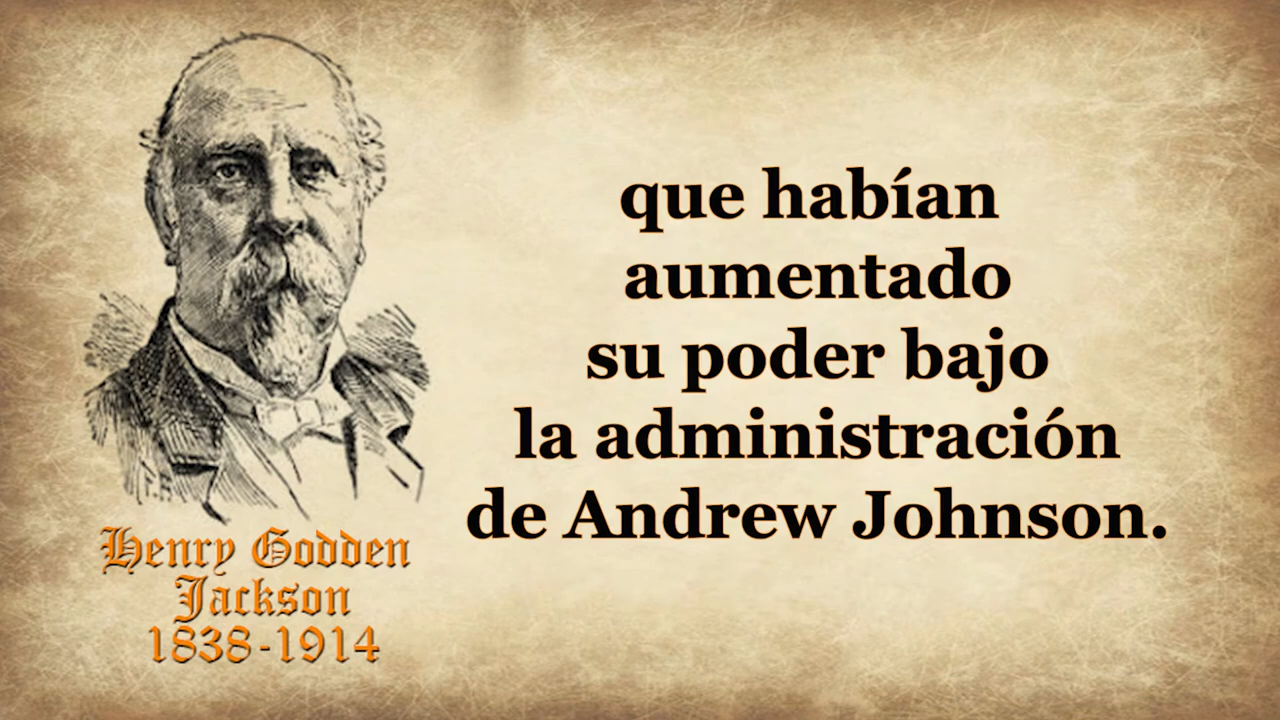 que habían
aumentado
su poder bajo
la administración
de Andrew Johnson.
Henry Godden
Jackson
1838-1914